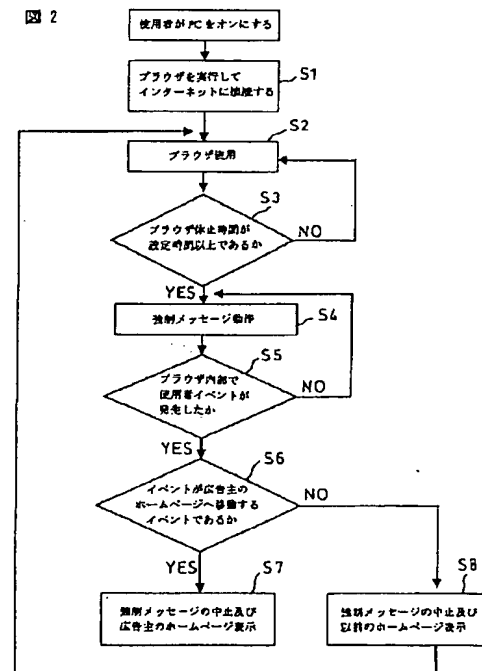 図 2
使用者が PC をオンにする
S1
ブラウザを実行して
インターネットに接続する
S2
ブラウザ使用
S3
ブラウザ休止時間が
設定時間以上であるか
NO
YES
強制メッセージ動作
S4
S5
ブラウザ内部で
使用者イベントが
発生したか
NO
YES
S6
イベントが広告主の
ホームページへ移動する
イベントであるか
NO
YES
S7
強制メッセージの中止及び
広告主のホームページ表示
S8
強制メッセージの中止及び
以前のホームページ表示